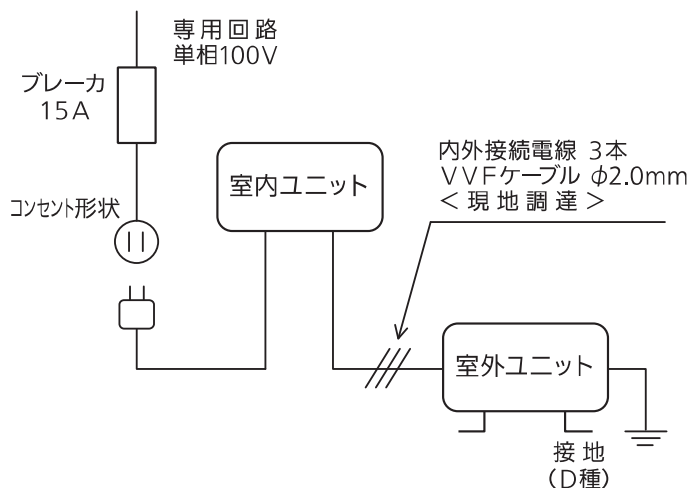 専用回路
単相100V
ブレーカ
15A
コンセント形状
室内ユニット
内外接続電線 3本
VVFケーブル φ2.0mm
<現地調達>
室外ユニット
接地
(D種)